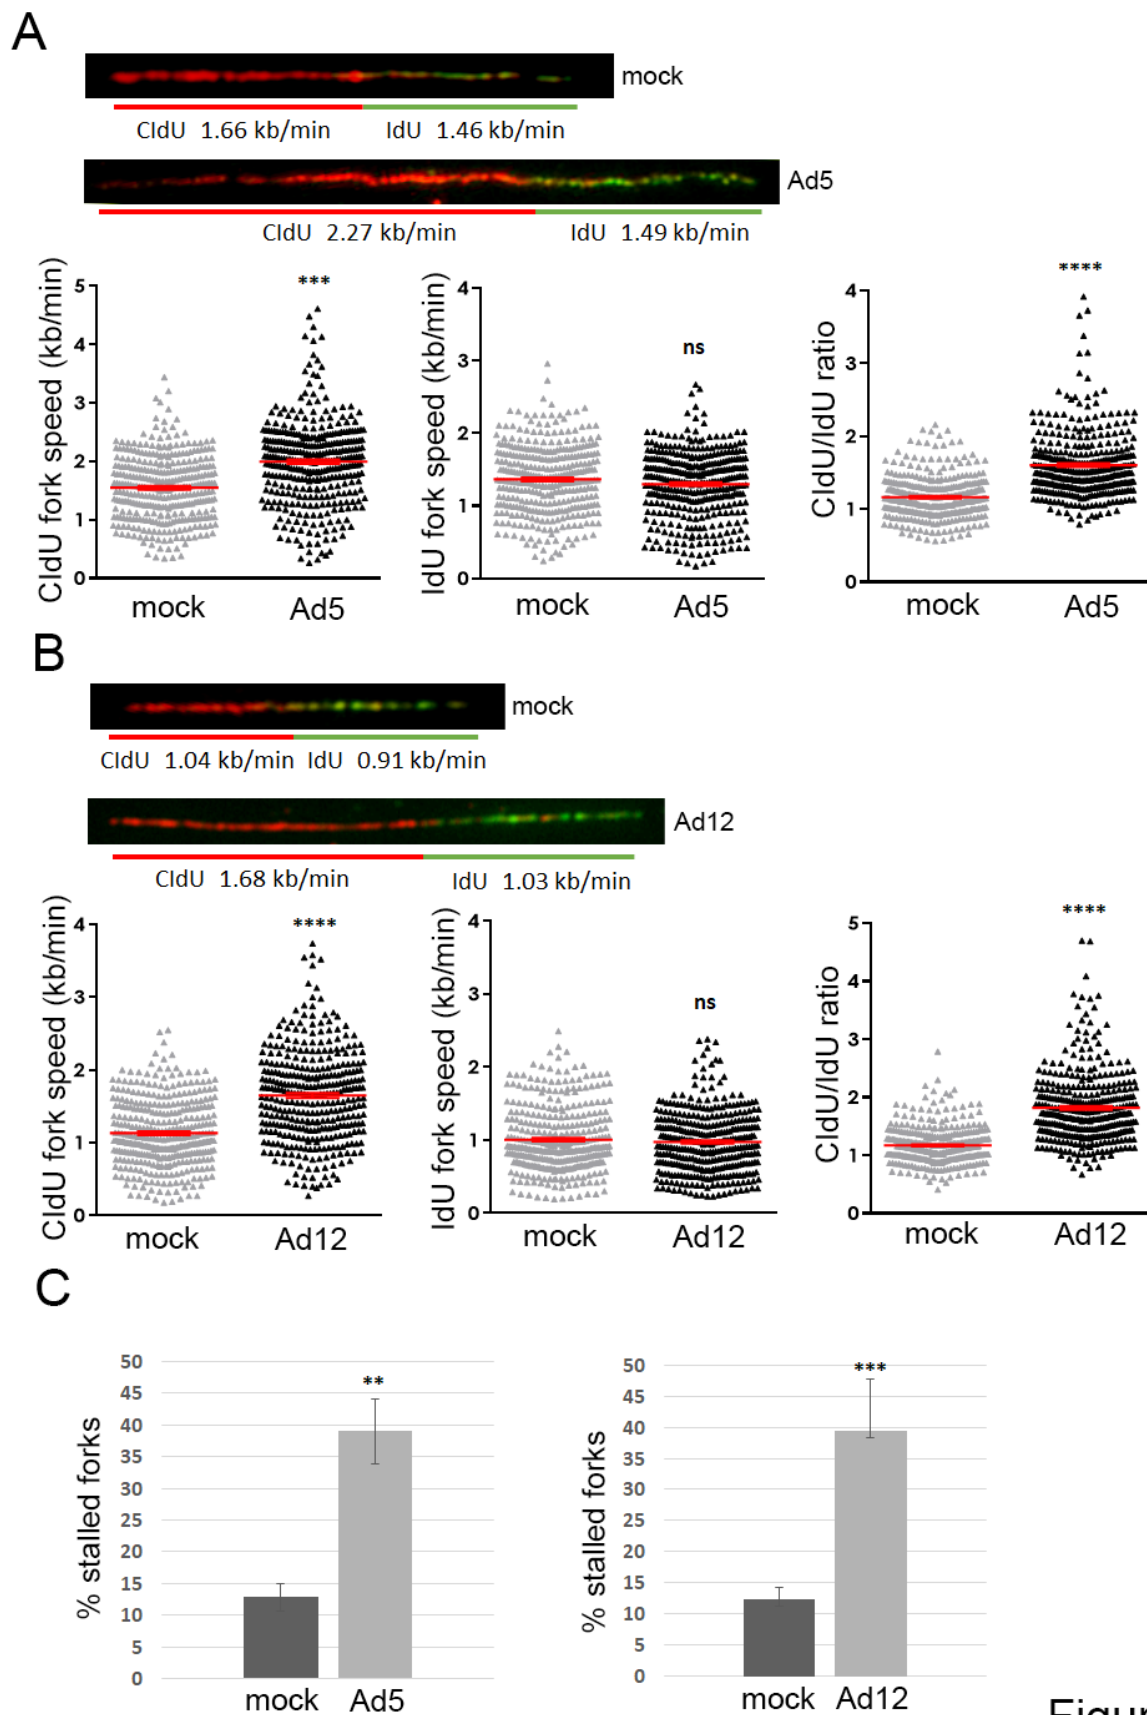 A
mock
CldU 1.66 kb/min IdU 1.46 kb/min
Ad5
CldU 2.27 kb/min IdU 1.49 kb/min
CldU fork speed (kb/min)
5
4
3
2
1
0
***
mock Ad5
IdU fork speed (kb/min)
4
3
2
1
0
ns
mock Ad5
CldU/IdU ratio
4
3
2
1
0
****
mock Ad5
B
mock
CldU 1.04 kb/min IdU 0.91 kb/min
Ad12
CldU 1.68 kb/min IdU 1.03 kb/min
CldU fork speed (kb/min)
4
3
2
1
0
****
mock Ad12
IdU fork speed (kb/min)
4
3
2
1
0
ns
mock Ad12
CldU/IdU ratio
5
4
3
2
1
0
****
mock Ad12
C
% stalled forks
50
45
40
35
30
25
20
15
10
5
0
**
mock Ad5
% stalled forks
50
45
40
35
30
25
20
15
10
5
0
***
mock Ad12